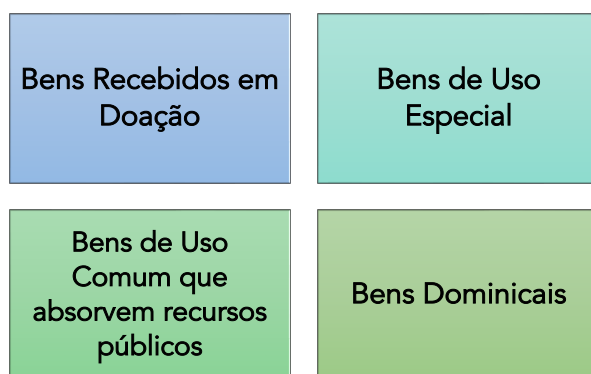 Bens Recebidos em
Doação
Bens de Uso
Especial
Bens de Uso
Comum que
absorvem recursos
públicos
Bens Dominicais